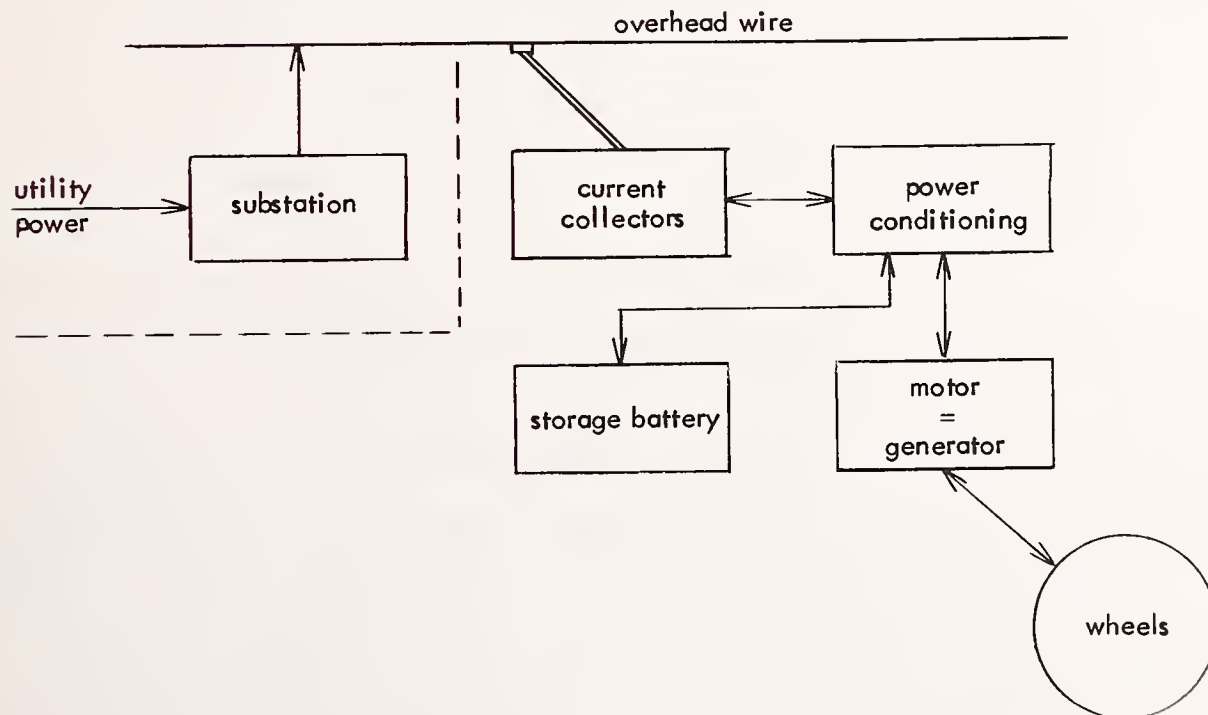 overhead wire
utility
power
substation
current
collectors
power
conditioning
storage battery
motor
=
generator
wheels